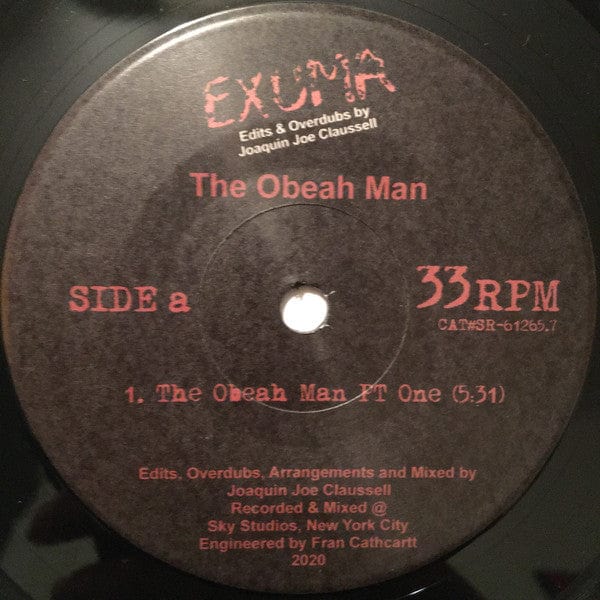 EXUMA
Edits & Overdubs by
Joaquin Joe Claussell
The Obeah Man
SIDE a
33RPM
CAT#SR-61265.7
1. The Obeah Man PT One (5:31)
Edits, Overdubs, Arrangements and Mixed by
Joaquin Joe Claussell
Recorded & Mixed @
Sky Studios, New York City
Engineered by Fran Cathcartt
2020